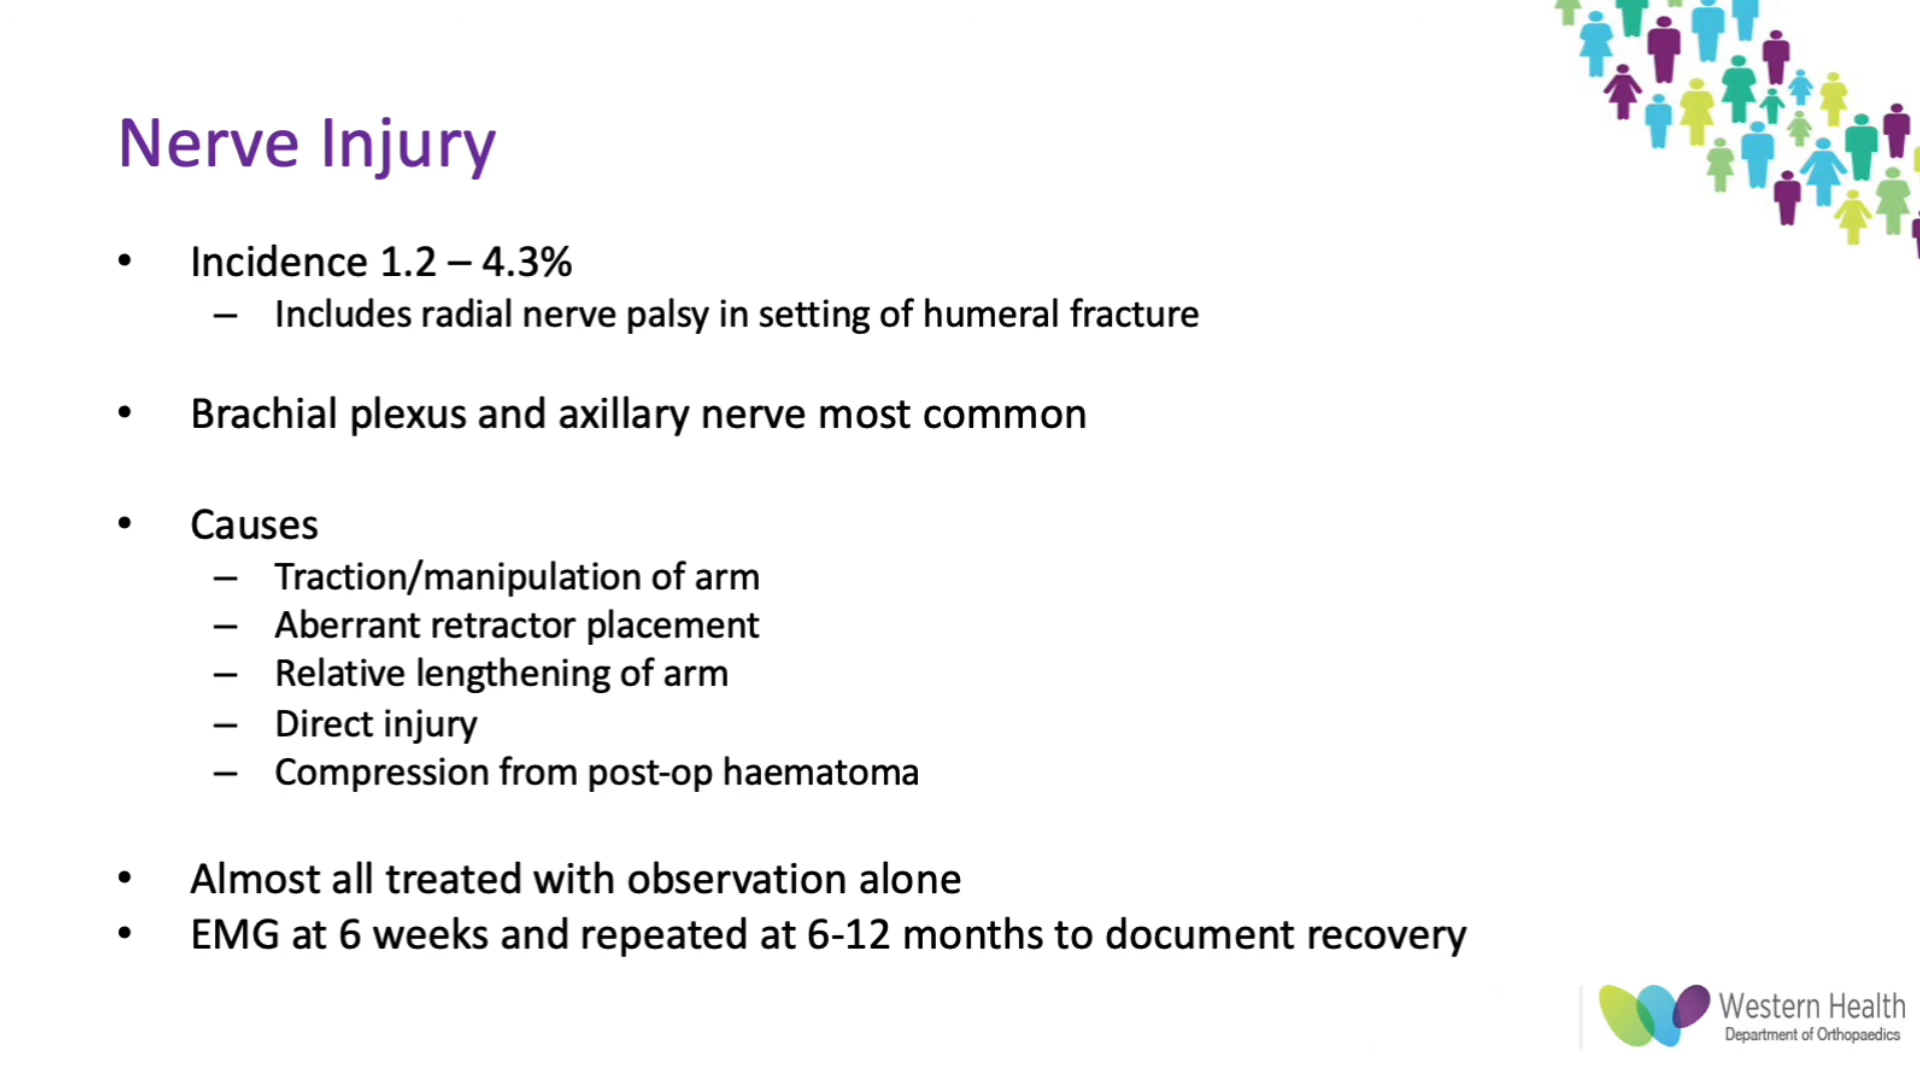 Nerve Injury
• Incidence 1.2 – 4.3%
– Includes radial nerve palsy in setting of humeral fracture
• Brachial plexus and axillary nerve most common
• Causes
– Traction/manipulation of arm
– Aberrant retractor placement
– Relative lengthening of arm
– Direct injury
– Compression from post-op haematoma
• Almost all treated with observation alone
• EMG at 6 weeks and repeated at 6-12 months to document recovery
Western Health
Department of Orthopaedics